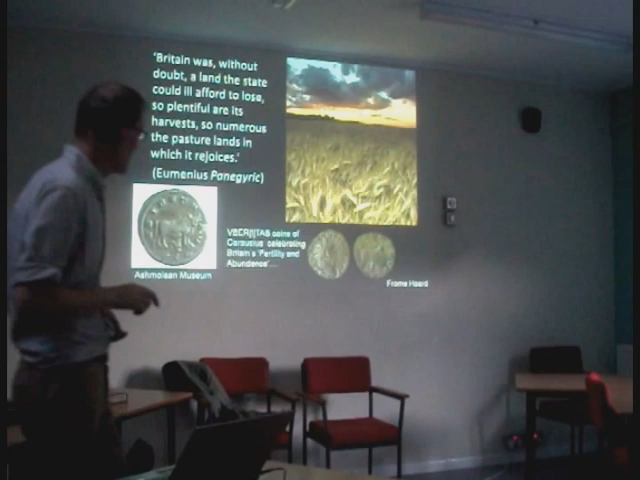 'Britain was, without
doubt, a land the state
could ill afford to lose,
so plentiful are its
harvests, so numerous
the pasture lands in
which it rejoices.'
(Eumenius Panegyric)
Ashmolean Museum
coins of
Carausius celebrating
Britain's 'Fertility and
Abundance'...
Frome Hoard